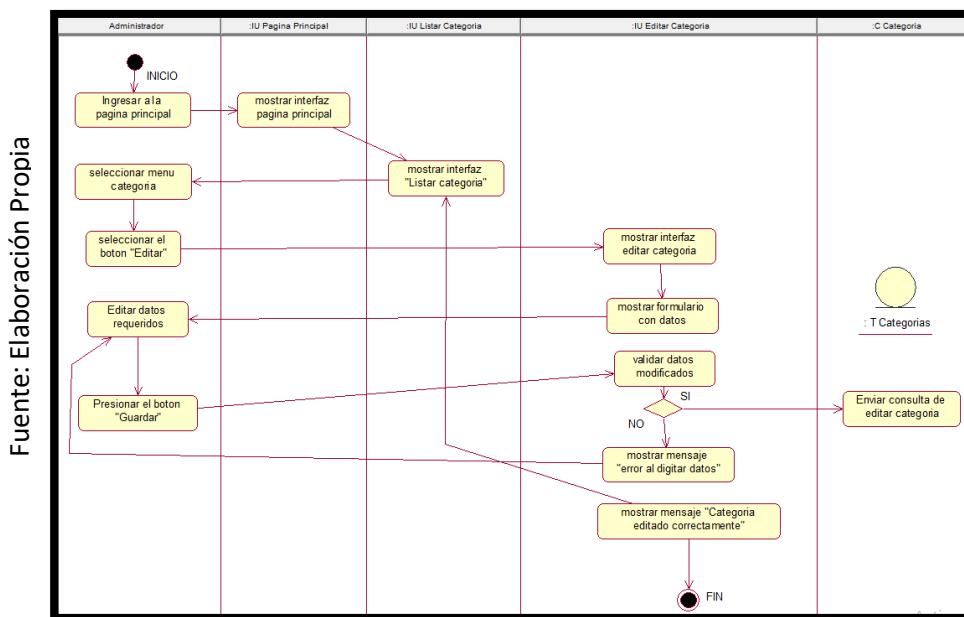 Fuente: Elaboración Propia
Administrador
:IU Pagina Principal
:IU Listar Categoria
:IU Editar Categoria
:C Categoria
INICIO
Ingresar a la
pagina principal
mostrar interfaz
pagina principal
mostrar interfaz
"Listar categoria"
seleccionar menu
categoria
seleccionar el
boton "Editar"
mostrar interfaz
editar categoria
mostrar formulario
con datos
Editar datos
requeridos
: T Categorias
validar datos
modificados
Presionar el boton
"Guardar"
SI
NO
Enviar consulta de
editar categoria
mostrar mensaje
"error al digitar datos"
mostrar mensaje "Categoria
editado correctamente"
FIN